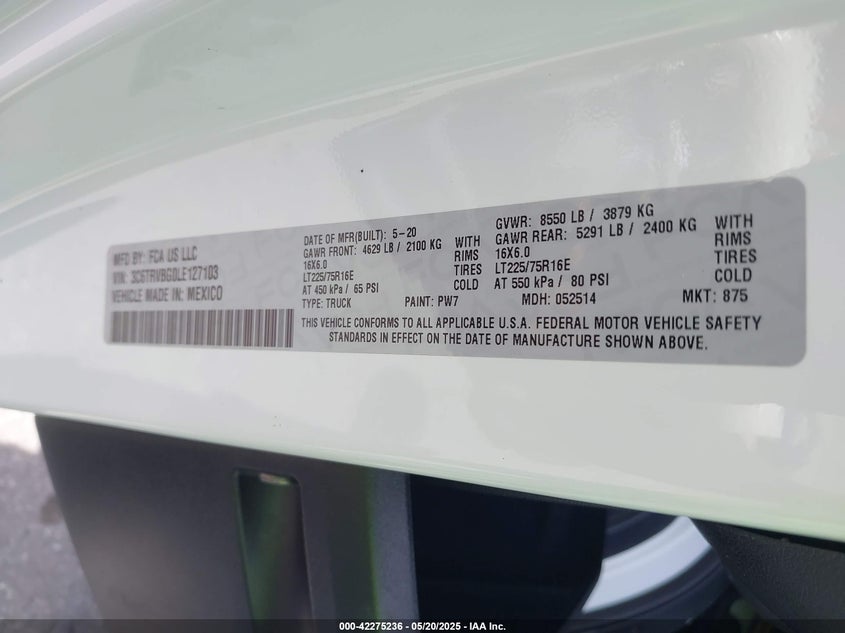 MFD BY: FCA US LLC
VIN: 3C6TRVBG0LE127103
VEHICLE MADE IN: MEXICO
DATE OF MFR(BUILT): 5-20
GAWR FRONT: 4629 LB / 2100 KG WITH
16X6.0 RIMS
LT225/75R16E TIRES
AT 450 kPa / 65 PSI COLD
GVWR: 8550 LB / 3879 KG
GAWR REAR: 5291 LB / 2400 KG WITH
16X6.0 RIMS
LT225/75R16E TIRES
AT 550 kPa / 80 PSI COLD
TYPE: TRUCK PAINT: PW7 MDH: 052514 MKT: 875
THIS VEHICLE CONFORMS TO ALL APPLICABLE U.S.A. FEDERAL MOTOR VEHICLE SAFETY
STANDARDS IN EFFECT ON THE DATE OF MANUFACTURE SHOWN ABOVE.
000-42275236 - 05/20/2025 - IAA Inc.